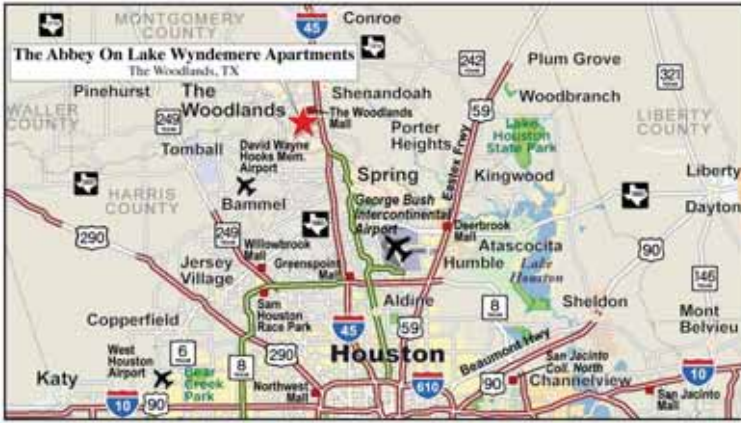 MONTGOMERY
COUNTY
45
Conroe
The Abbey On Lake Wyndemere Apartments
The Woodlands, TX
242
Plum Grove
321
Pinehurst
The
Woodlands
Shenandoah
59
Woodbranch
WALLER
COUNTY
LIBERTY
COUNTY
249
The Woodlands
Mall
Porter
Heights
Lake
Houston
State Park
Tomball
David Wayne
Hooks Mem.
Airport
Eastex Frwy
Spring
Kingwood
Liberty
HARRIS
COUNTY
Bammel
George Bush
Intercontinental
Airport
Dayton
290
249
Deerbrook
Mall
Atascocita
90
Willowbrook
Mall
Jersey
Village
Greenspoint
Mall
Humble
Lake
Houston
146
Sam
Houston
Race Park
Aldine
8
Sheldon
Copperfield
45
59
Mont
Belvieu
West
Houston
Airport
6
8
290
Houston
Beaumont Hwy
San Jacinto
Coll. North
Katy
Bear
Creek
Park
Northwest
Mall
610
90
Channelview
10
10
90
San Jacinto
Mall